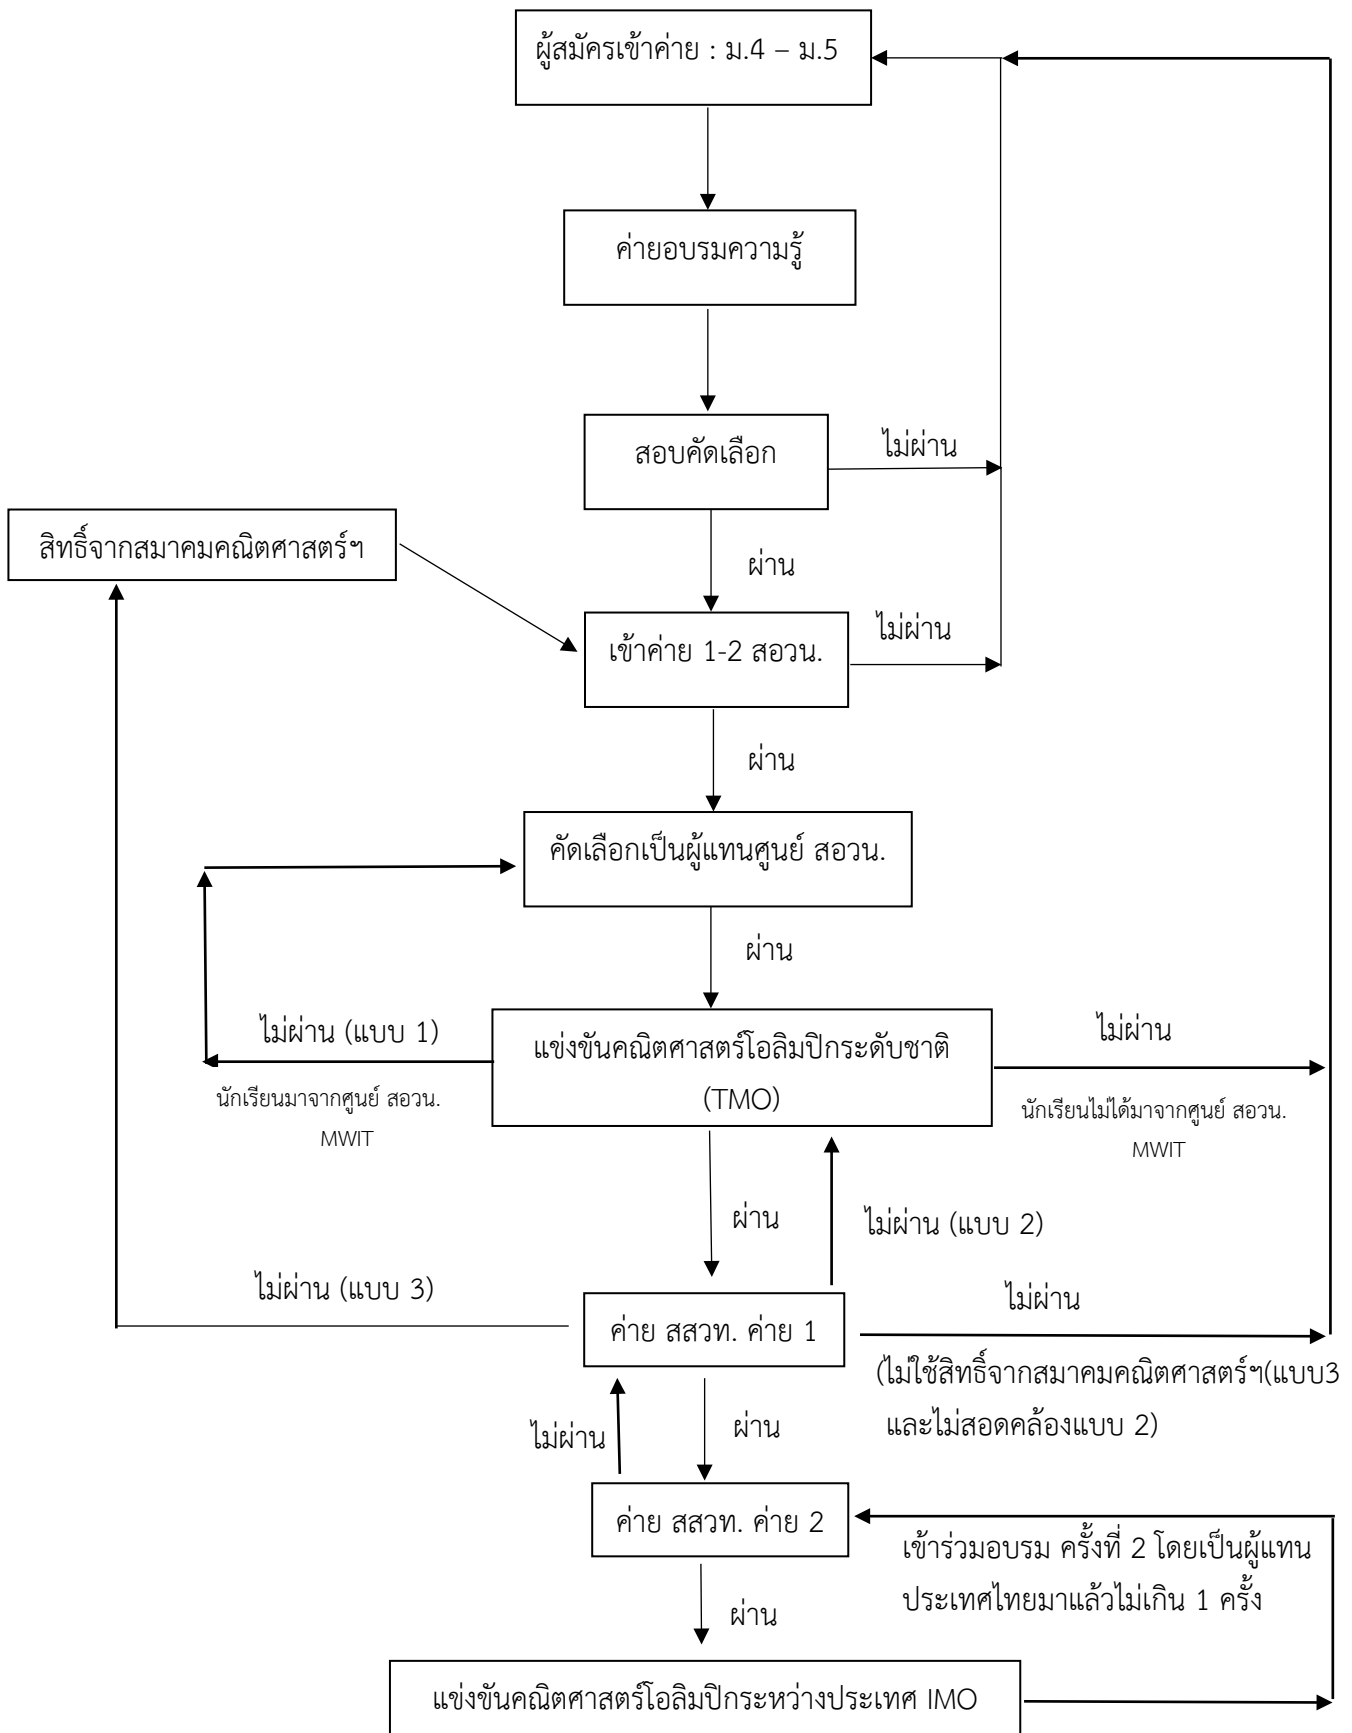 ผู้สมัครเข้าค่าย : ม.4 – ม.5
ค่ายอบรมความรู้
สอบคัดเลือก
ไม่ผ่าน
สิทธิ์จากสมาคมคณิตศาสตร์ฯ
ผ่าน
เข้าค่าย 1-2 สอวน.
ไม่ผ่าน
ผ่าน
คัดเลือกเป็นผู้แทนศูนย์ สอวน.
ผ่าน
ไม่ผ่าน (แบบ 1)
นักเรียนมาจากศูนย์ สอวน.
MWIT
แข่งขันคณิตศาสตร์โอลิมปิกระดับชาติ
(TMO)
ไม่ผ่าน
นักเรียนไม่ได้มาจากศูนย์ สอวน.
MWIT
ผ่าน
ไม่ผ่าน (แบบ 2)
ไม่ผ่าน (แบบ 3)
ค่าย สสวท. ค่าย 1
ไม่ผ่าน
(ไม่ใช้สิทธิ์จากสมาคมคณิตศาสตร์ฯ(แบบ3
และไม่สอดคล้องแบบ 2)
ไม่ผ่าน
ผ่าน
ค่าย สสวท. ค่าย 2
เข้าร่วมอบรม ครั้งที่ 2 โดยเป็นผู้แทน
ประเทศไทยมาแล้วไม่เกิน 1 ครั้ง
ผ่าน
แข่งขันคณิตศาสตร์โอลิมปิกระหว่างประเทศ IMO